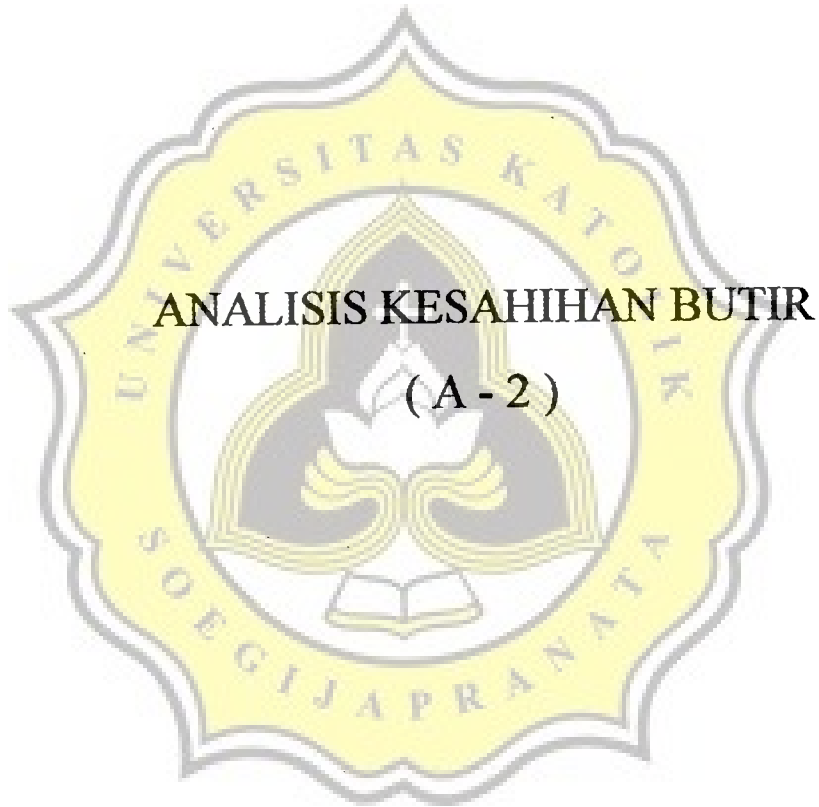 UNIVERSITAS KATOLIK
ANALISIS KESAHIHAN BUTIR
( A - 2 )
SOEGIJAPRANATA